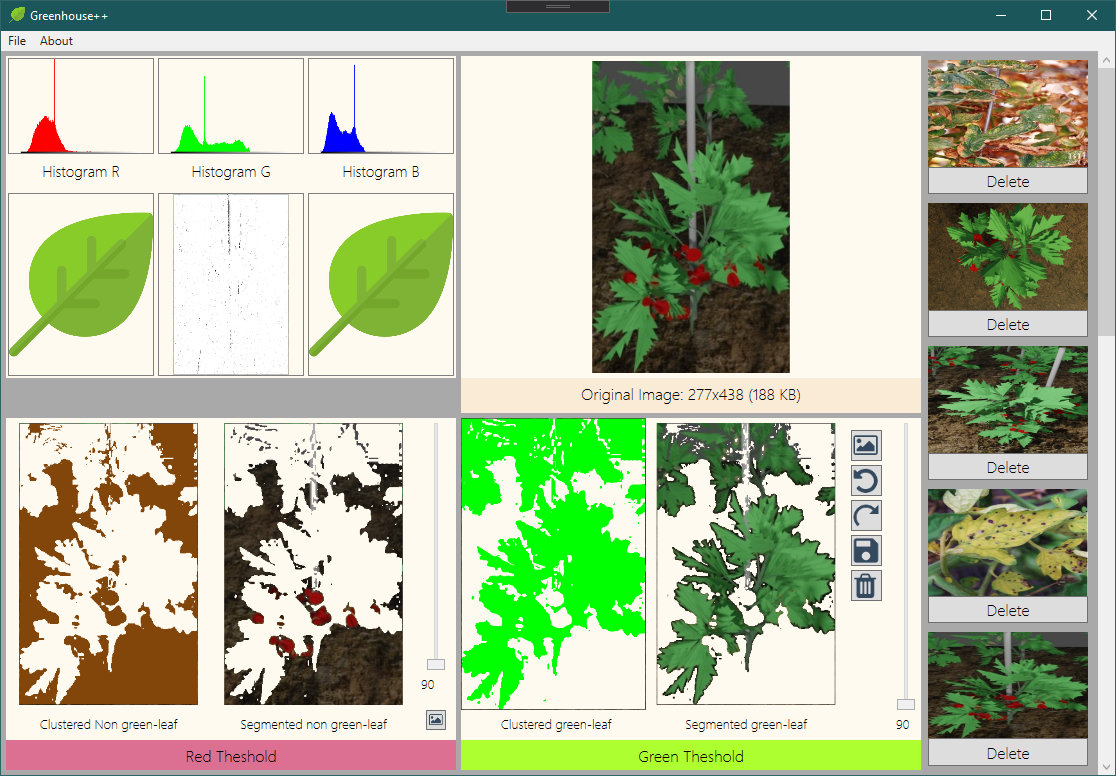 Greenhouse++
File About
Histogram R Histogram G Histogram B
Delete
Original Image: 277x438 (188 KB)
Delete
Delete
Delete
Delete
90
90
Clustered Non green-leaf Segmented non green-leaf
Clustered green-leaf Segmented green-leaf
Red Theshold
Green Theshold